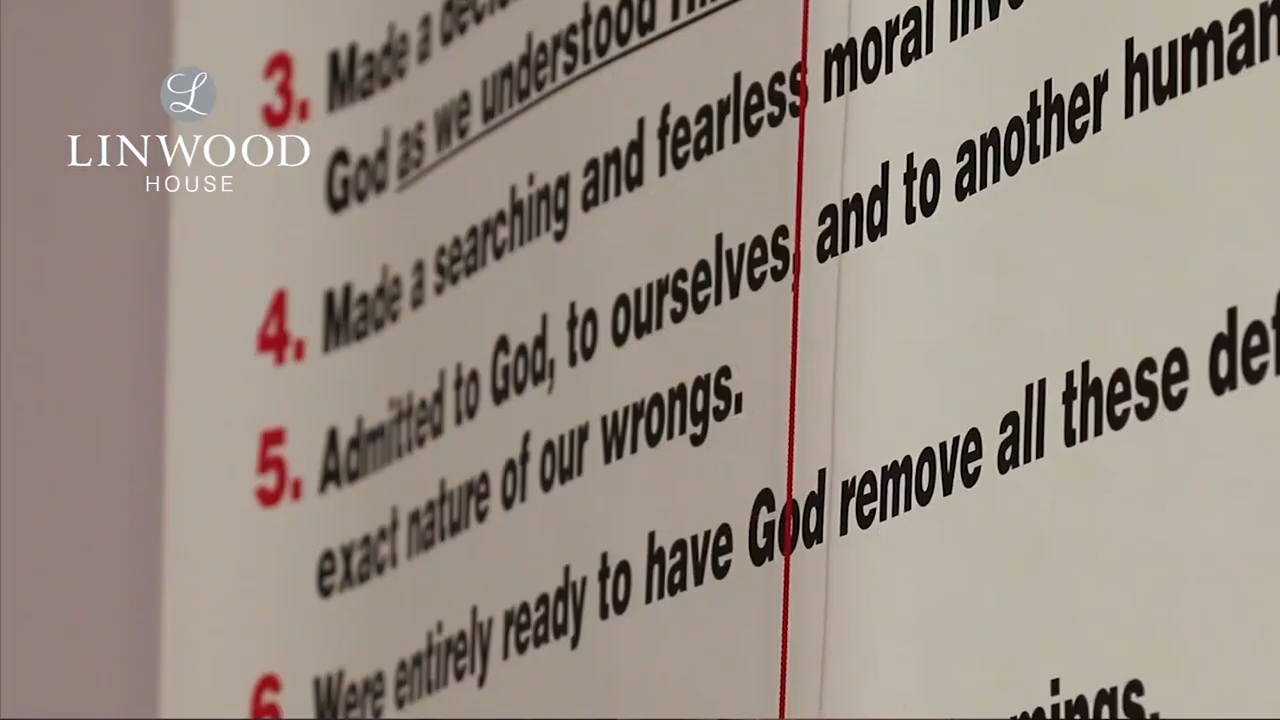 L
LINWOOD
HOUSE
3. Made a
God as we understood
4. Made a searching and fearless moral
5. Admitted to God, to ourselves, and to another human
exact nature of our wrongs.
6. Were entirely ready to have God remove all these